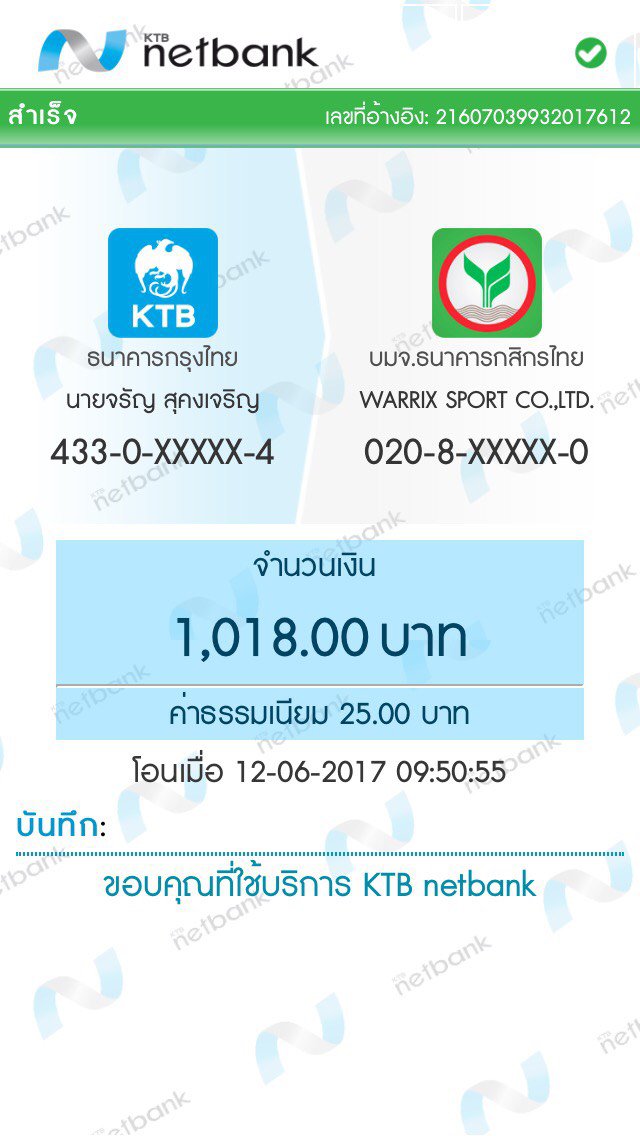 KTB
netbank
สำเร็จ
เลขที่อ้างอิง: 21607039932017612
KTB
ธนาคารกรุงไทย
นายจรัญ สุคงเจริญ
433-0-XXXXX-4
บมจ.ธนาคารกสิกรไทย
WARRIX SPORT CO.,LTD.
020-8-XXXXX-0
จำนวนเงิน
1,018.00 บาท
ค่าธรรมเนียม 25.00 บาท
โอนเมื่อ 12-06-2017 09:50:55
บันทึก:
ขอบคุณที่ใช้บริการ KTB netbank